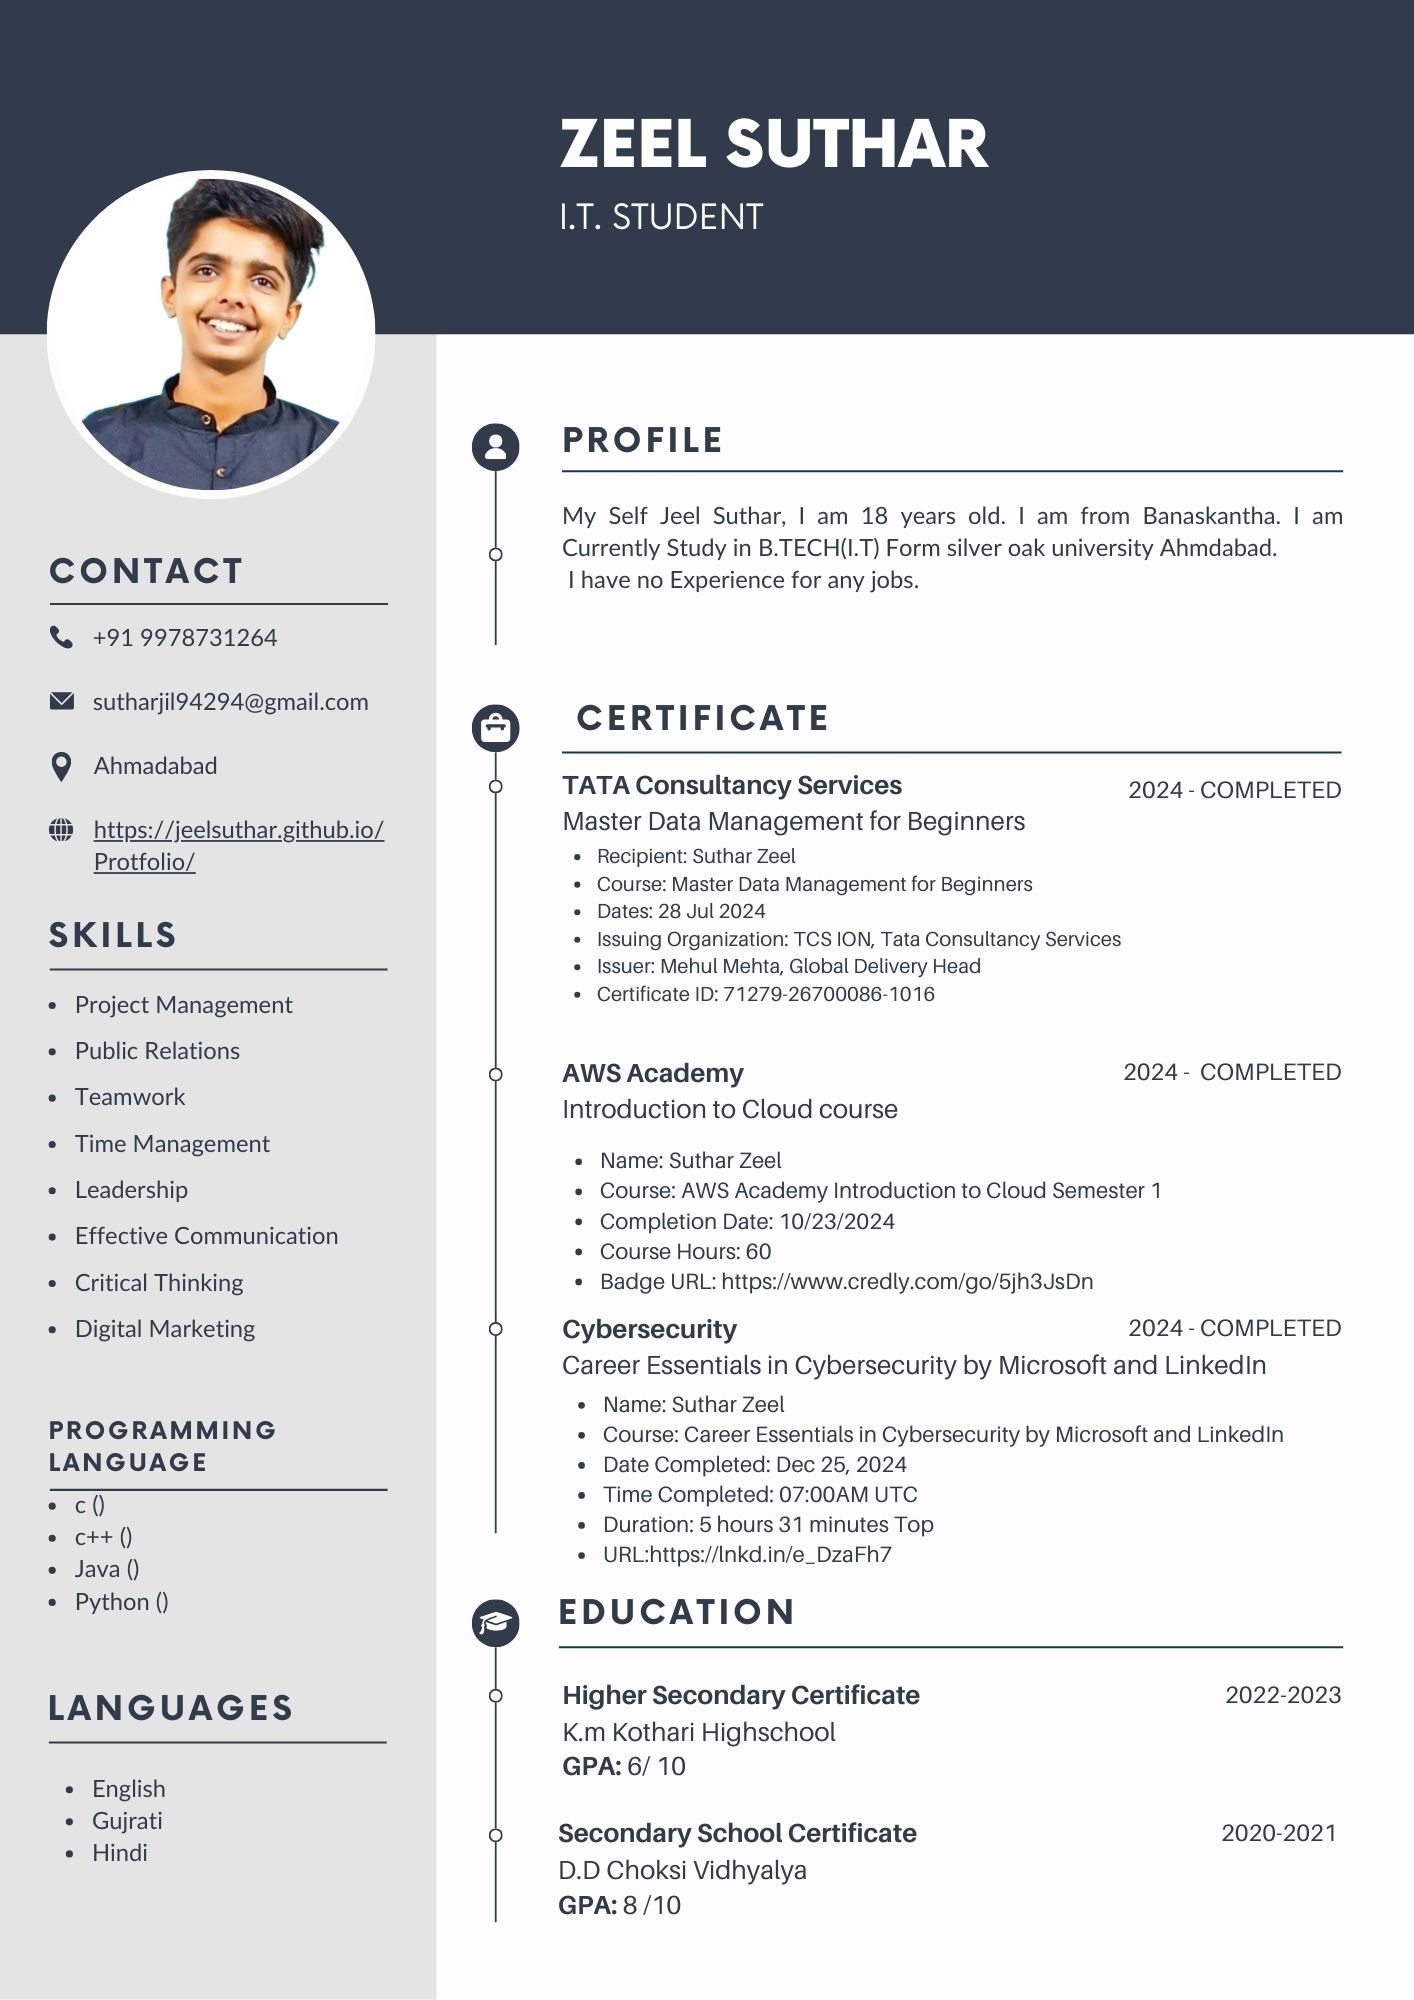 ZEEL SUTHAR
I.T. STUDENT
CONTACT
+91 9978731264
sutharjil94294@gmail.com
Ahmadabad
https://jeelsuthar.github.io/
Protfolio/
SKILLS
• Project Management
• Public Relations
• Teamwork
• Time Management
• Leadership
• Effective Communication
• Critical Thinking
• Digital Marketing
PROGRAMMING
LANGUAGE
• c ()
• c++ ()
• Java ()
• Python ()
LANGUAGES
• English
• Gujrati
• Hindi
PROFILE
My Self Jeel Suthar, I am 18 years old. I am from Banaskantha. I am
Currently Study in B.TECH(I.T) Form silver oak university Ahmdabad.
I have no Experience for any jobs.
CERTIFICATE
TATA Consultancy Services 2024 - COMPLETED
Master Data Management for Beginners
• Recipient: Suthar Zeel
• Course: Master Data Management for Beginners
• Dates: 28 Jul 2024
• Issuing Organization: TCS ION, Tata Consultancy Services
• Issuer: Mehul Mehta, Global Delivery Head
• Certificate ID: 71279-26700086-1016
AWS Academy 2024 - COMPLETED
Introduction to Cloud course
• Name: Suthar Zeel
• Course: AWS Academy Introduction to Cloud Semester 1
• Completion Date: 10/23/2024
• Course Hours: 60
• Badge URL: https://www.credly.com/go/5jh3JsDn
Cybersecurity 2024 - COMPLETED
Career Essentials in Cybersecurity by Microsoft and LinkedIn
• Name: Suthar Zeel
• Course: Career Essentials in Cybersecurity by Microsoft and LinkedIn
• Date Completed: Dec 25, 2024
• Time Completed: 07:00AM UTC
• Duration: 5 hours 31 minutes Top
• URL:https://lnkd.in/e_DzaFh7
EDUCATION
Higher Secondary Certificate 2022-2023
K.m Kothari Highschool
GPA: 6/ 10
Secondary School Certificate 2020-2021
D.D Choksi Vidhyalya
GPA: 8 /10